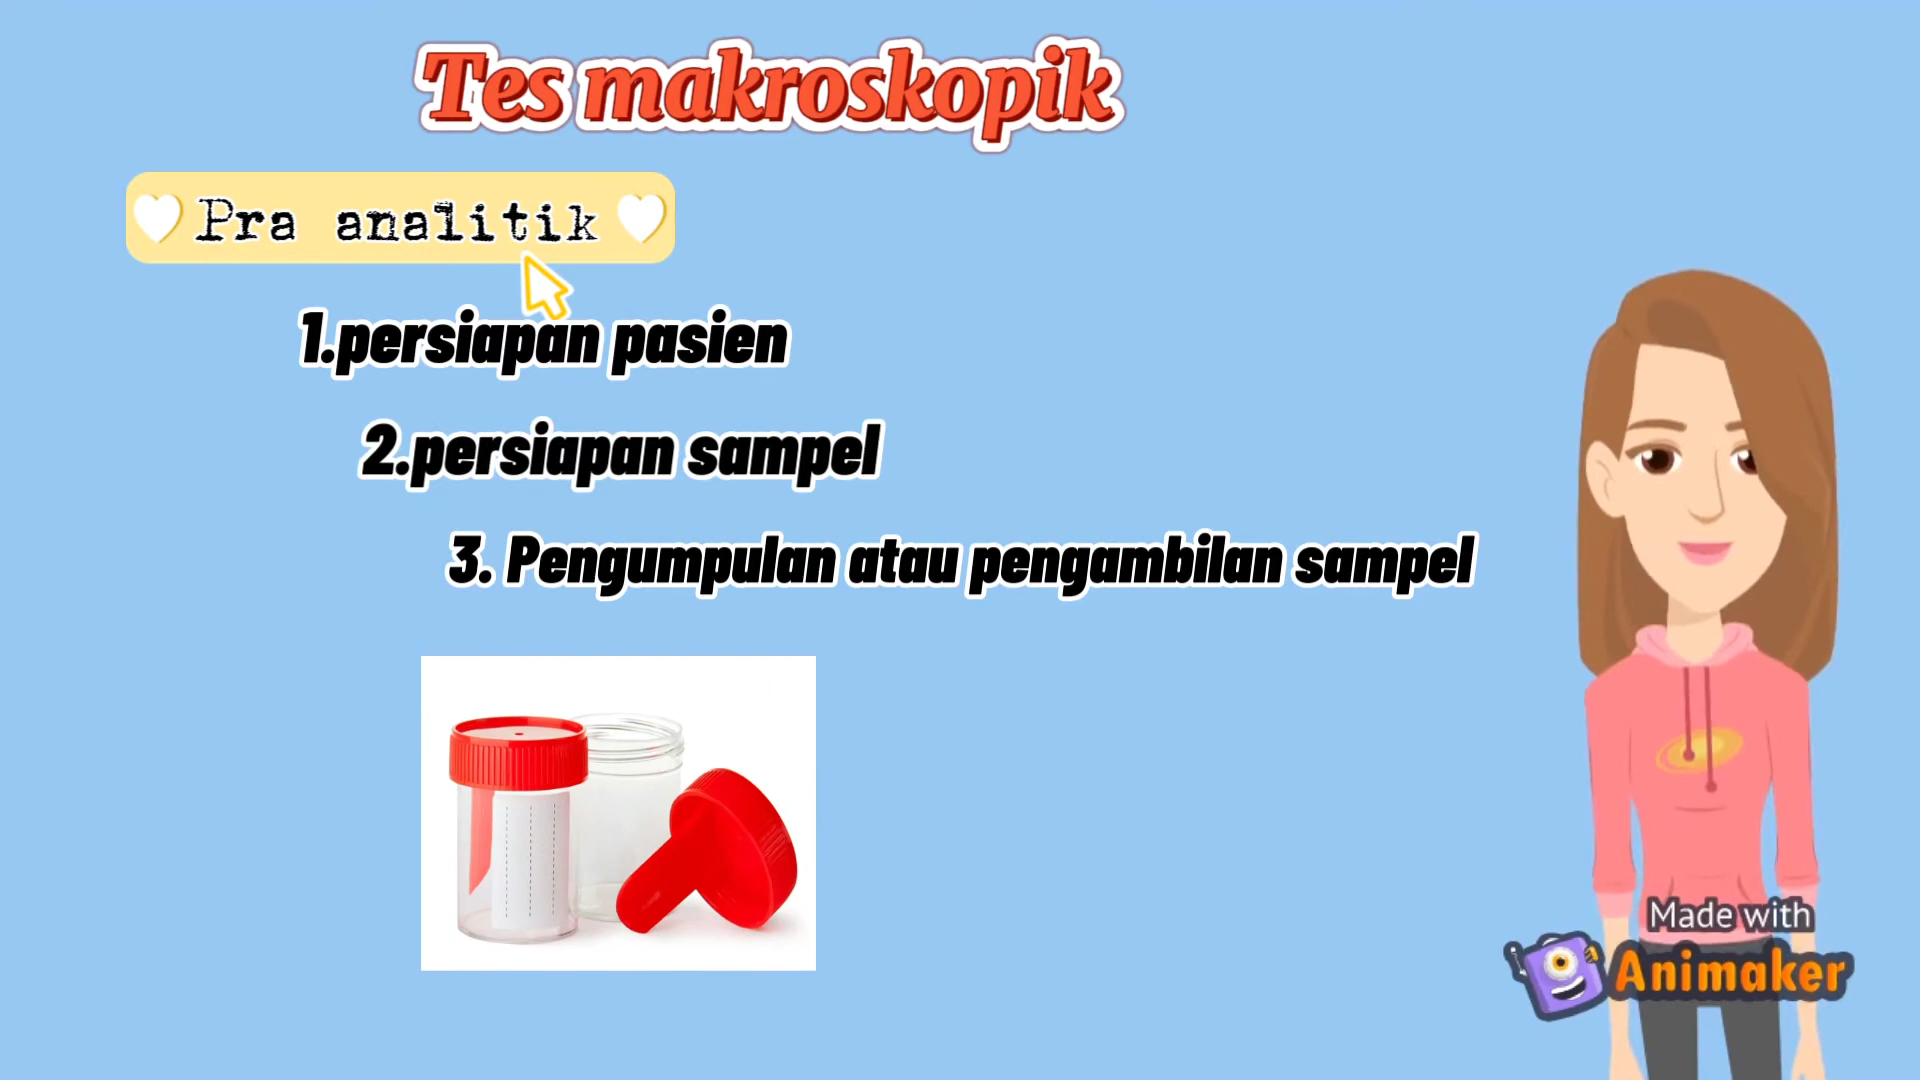 Tes makroskopik
Pra analitik
1.persiapan pasien
2.persiapan sampel
3. Pengumpulan atau pengambilan sampel
Made with
Animaker